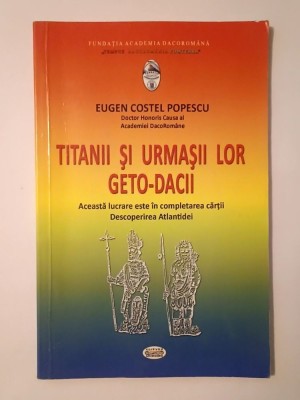 FUNDAȚIA ACADEMIA DACOROMÂNĂ
EUGEN COSTEL POPESCU
Doctor Honoris Causa al
Academiei DacoRomâne
TITANII ȘI URMAȘII LOR
GETO-DACII
Această lucrare este în completarea cărții
Descoperirea Atlantidei